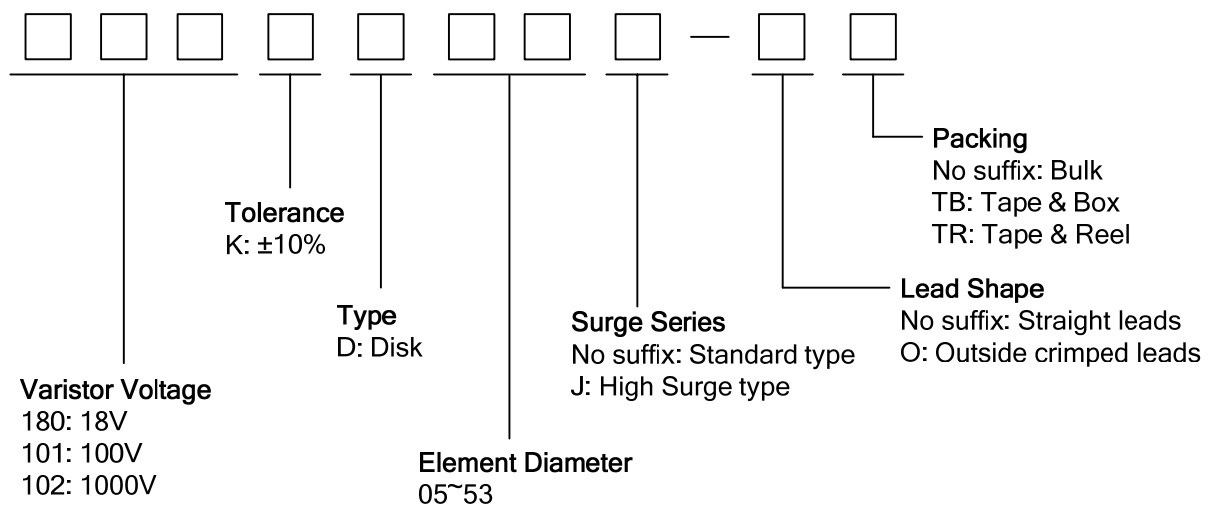 Packing
No suffix: Bulk
TB: Tape & Box
TR: Tape & Reel
Tolerance
K: ±10%
Lead Shape
No suffix: Straight leads
O: Outside crimped leads
Type
D: Disk
Surge Series
No suffix: Standard type
J: High Surge type
Varistor Voltage
180: 18V
101: 100V
102: 1000V
Element Diameter
05~53